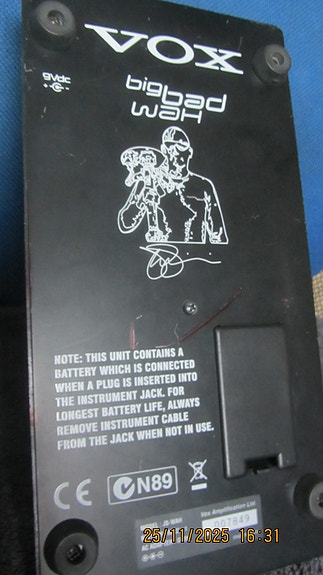 VOX
9Vdc
big bad
wah
NOTE: THIS UNIT CONTAINS A
BATTERY WHICH IS CONNECTED
WHEN A PLUG IS INSERTED INTO
THE INSTRUMENT JACK. FOR
LONGEST BATTERY LIFE, ALWAYS
REMOVE INSTRUMENT CABLE
FROM THE JACK WHEN NOT IN USE.
CE N89
Vox Amplification Ltd
007849
25/11/2025 16:31